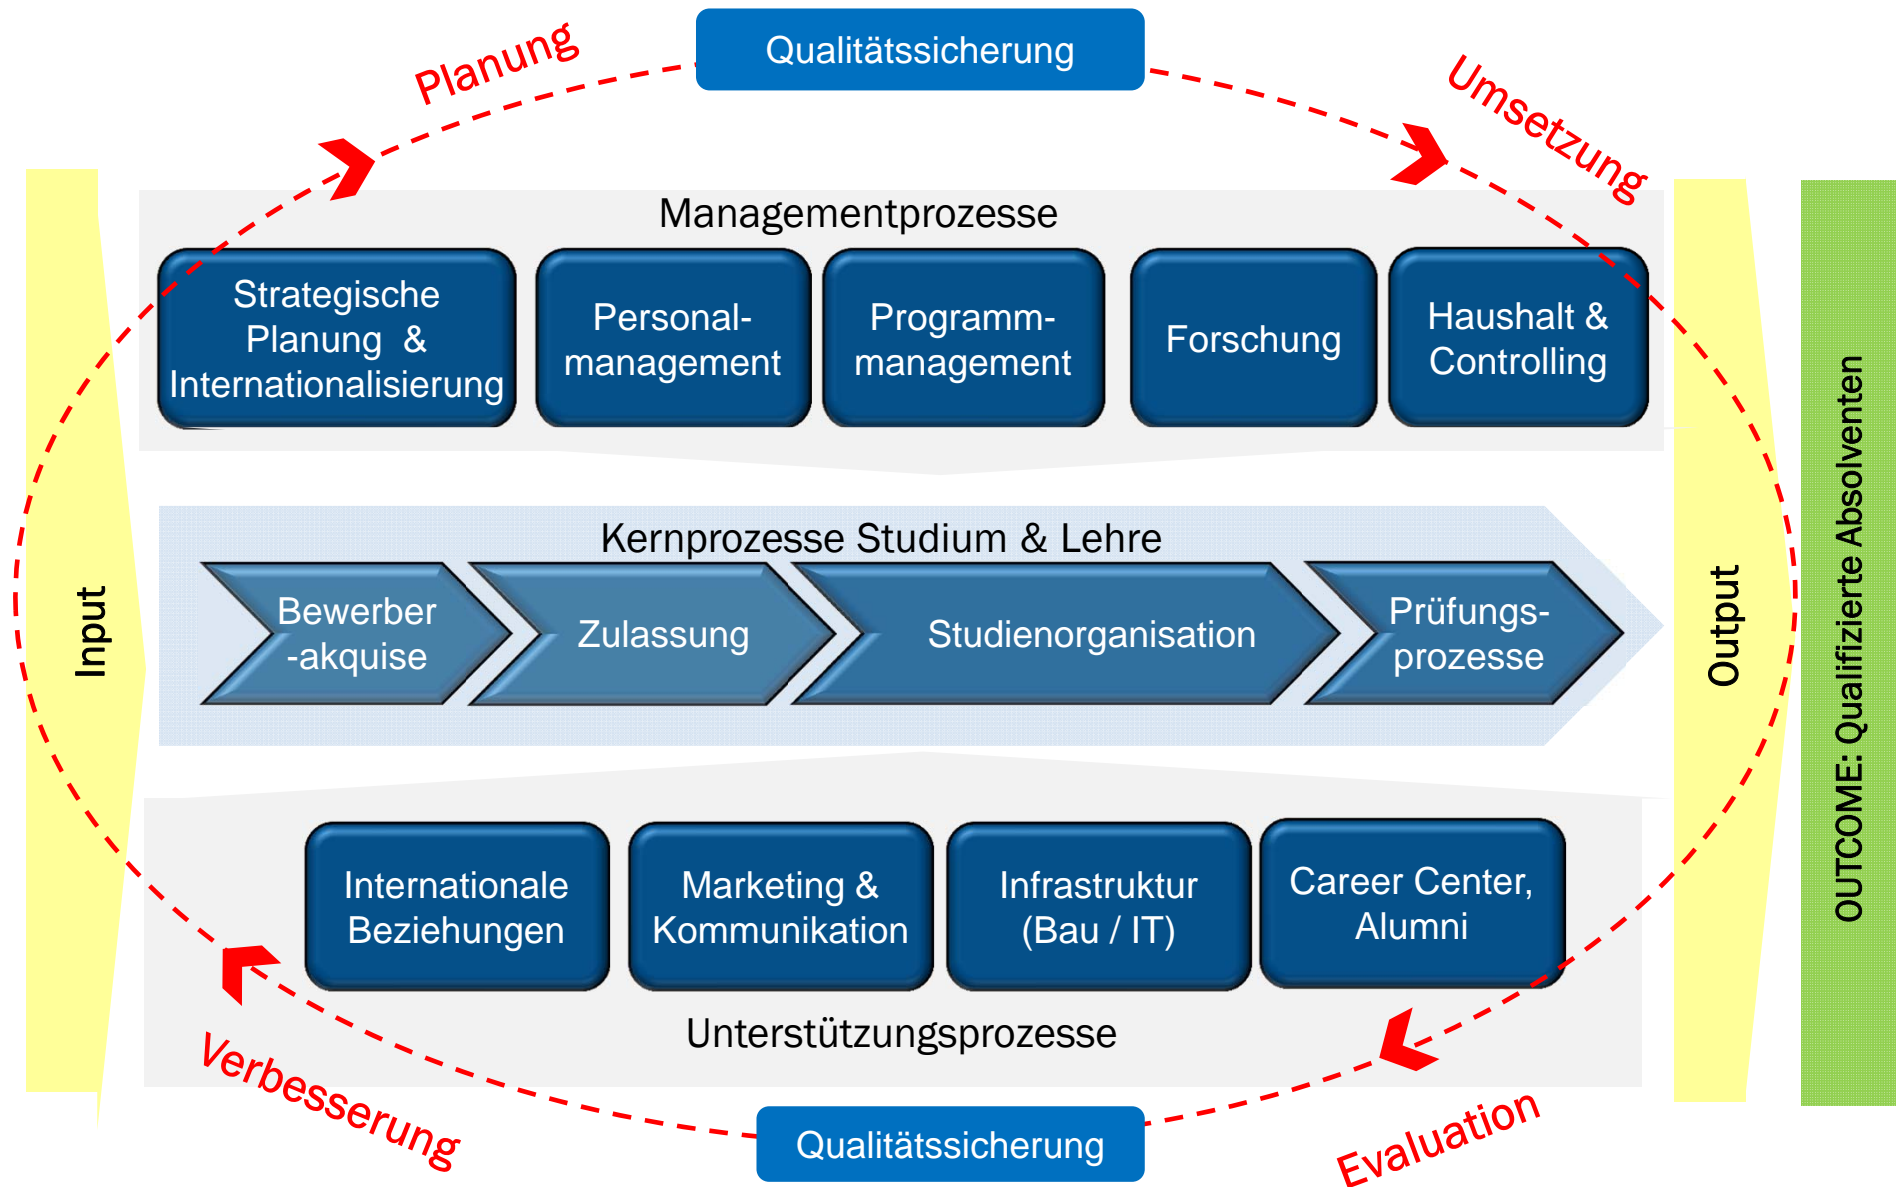 Qualitätssicherung
Planung
Umsetzung
Managementprozesse
Strategische
Planung &
Internationalisierung
Personal-
management
Programm-
management
Forschung
Haushalt &
Controlling
Input
Kernprozesse Studium & Lehre
Bewerber
-akquise
Zulassung
Studienorganisation
Prüfungs-
prozesse
Output
OUTCOME: Qualifizierte Absolventen
Internationale
Beziehungen
Marketing &
Kommunikation
Infrastruktur
(Bau / IT)
Career Center,
Alumni
Unterstützungsprozesse
Verbesserung
Qualitätssicherung
Evaluation